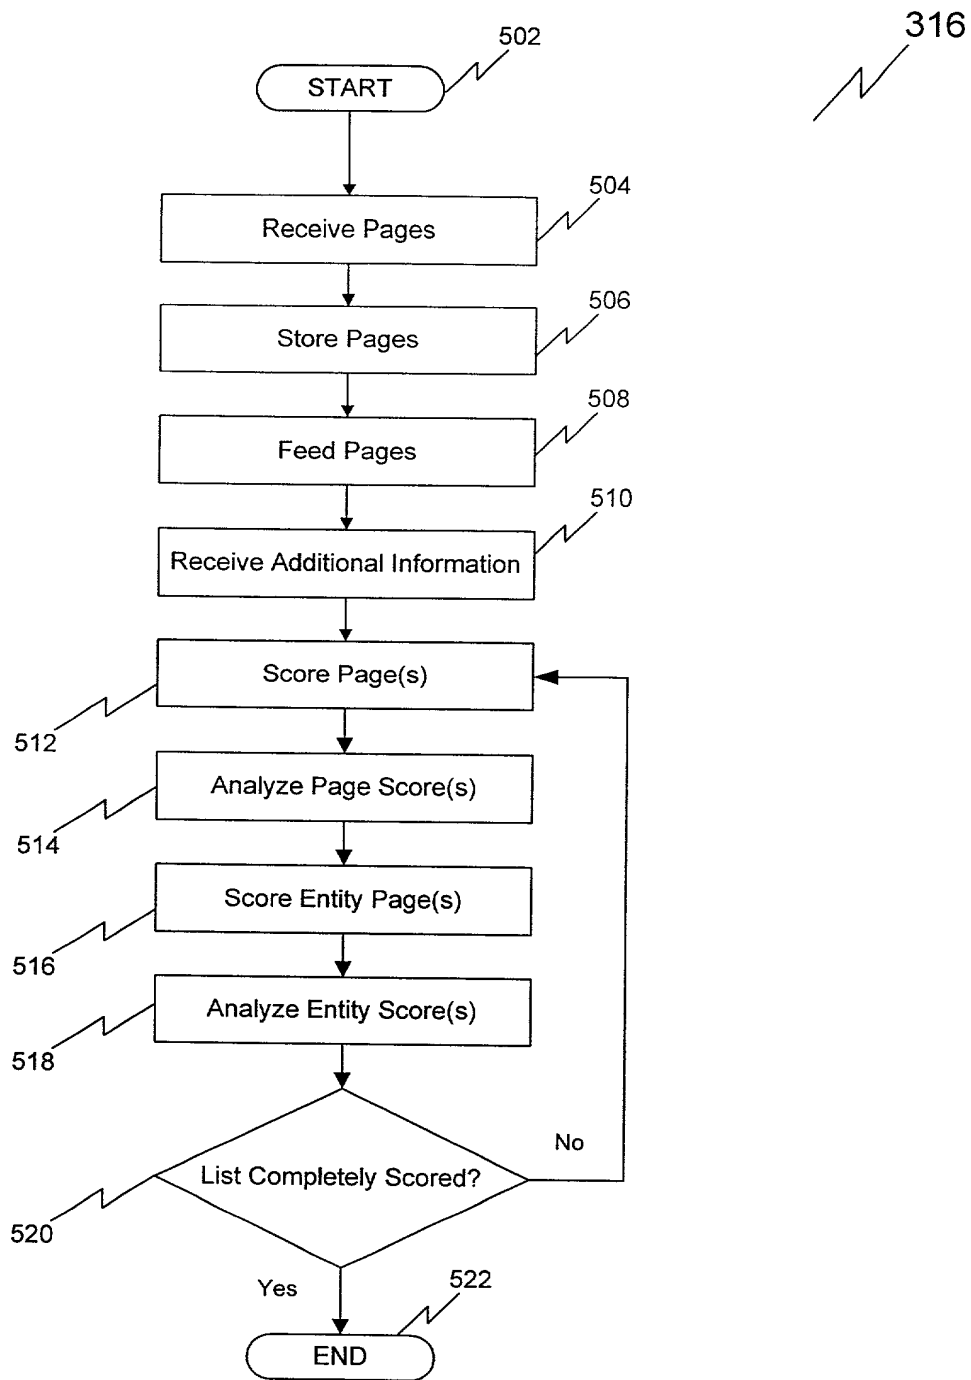 316
502
START
504
Receive Pages
506
Store Pages
508
Feed Pages
510
Receive Additional Information
Score Page(s)
512
Analyze Page Score(s)
514
Score Entity Page(s)
516
Analyze Entity Score(s)
518
No
List Completely Scored?
520
Yes
522
END